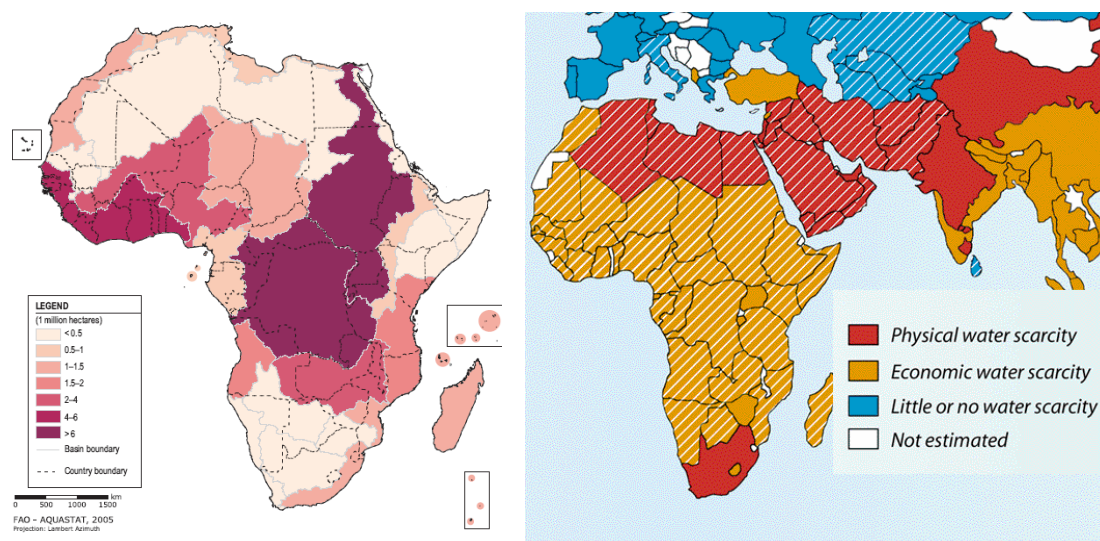 LEGEND
(1 million hectares)
< 0.5
0.5–1
1–1.5
1.5–2
2–4
4–6
> 6
Basin boundary
Country boundary
km
0 500 1000 1500
FAO – AQUASTAT, 2005
Projection: Lambert Azimuth
Physical water scarcity
Economic water scarcity
Little or no water scarcity
Not estimated